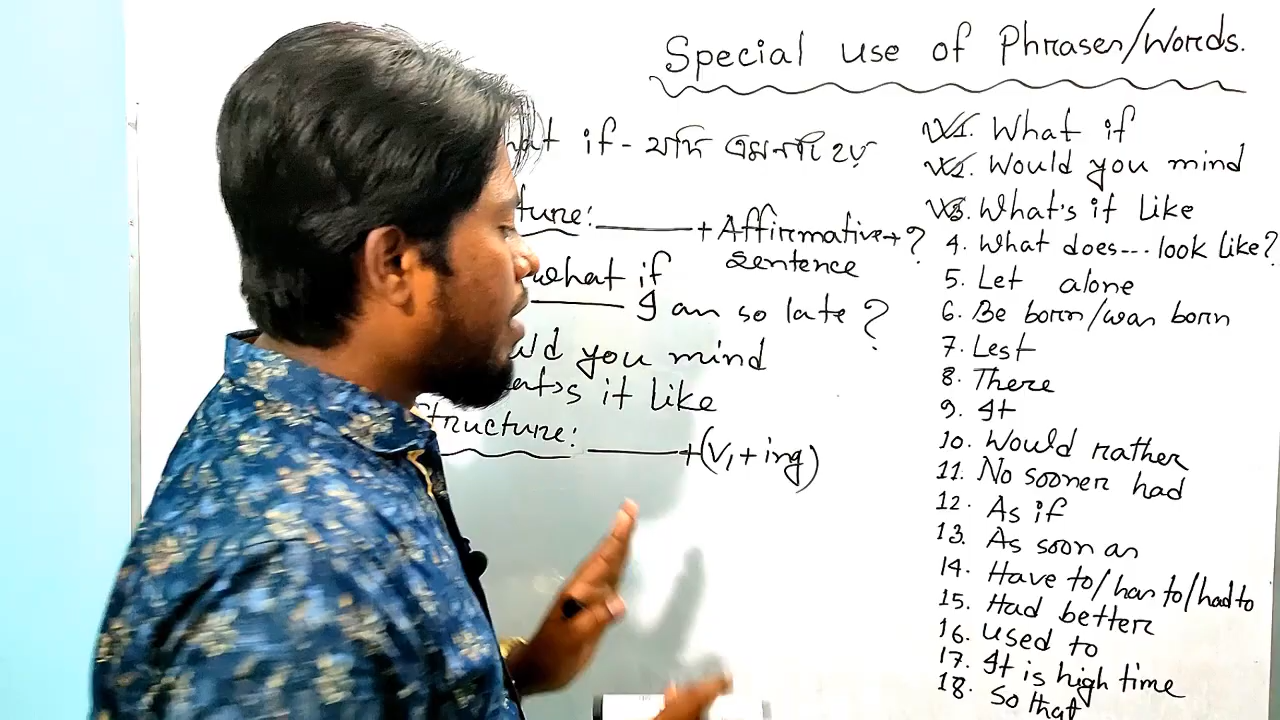 Special use of Phrases/Words.
if - যদি এমনটি হয়
+ Affirmative + ?
Sentence
what if
I am so late ?
you mind
it like
Structure: + (V1 + ing)
1. What if
2. Would you mind
3. What's it Like
4. What does--- look like?
5. Let alone
6. Be born/was born
7. Lest
8. There
9. It
10. Would rather
11. No sooner had
12. As if
13. As soon as
14. Have to/has to/had to
15. Had better
16. used to
17. It is high time
18. So that